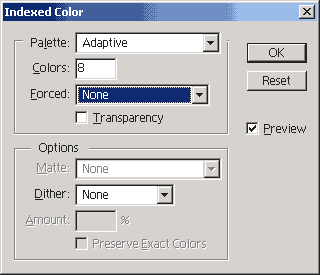 Indexed Color
Palette: Adaptive
OK
Colors: 8
Reset
Forced: None
Transparency
Preview
Options
Matte: None
Dither: None
Amount: %
Preserve Exact Colors